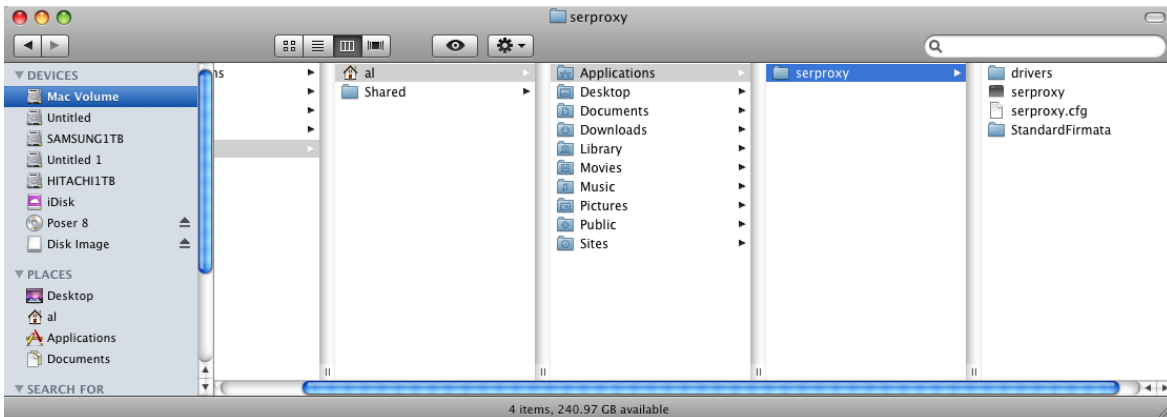 serproxy
DEVICES
Mac Volume
Untitled
SAMSUNG1TB
Untitled 1
HITACHI1TB
iDisk
Poser 8
Disk Image
PLACES
Desktop
al
Applications
Documents
SEARCH FOR
al
Shared
Applications
Desktop
Documents
Downloads
Library
Movies
Music
Pictures
Public
Sites
serproxy
drivers
serproxy
serproxy.cfg
StandardFirmata
4 items, 240.97 GB available